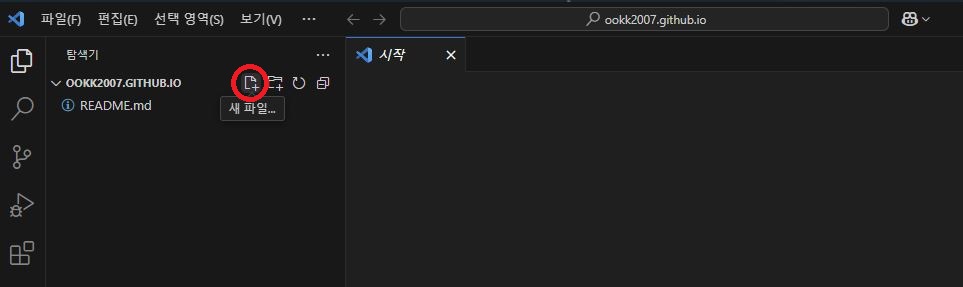 파일(F) 편집(E) 선택 영역(S) 보기(V) ··· ookk2007.github.io
탐색기 ···
시작
OOKK2007.GITHUB.IO
README.md
새 파일...